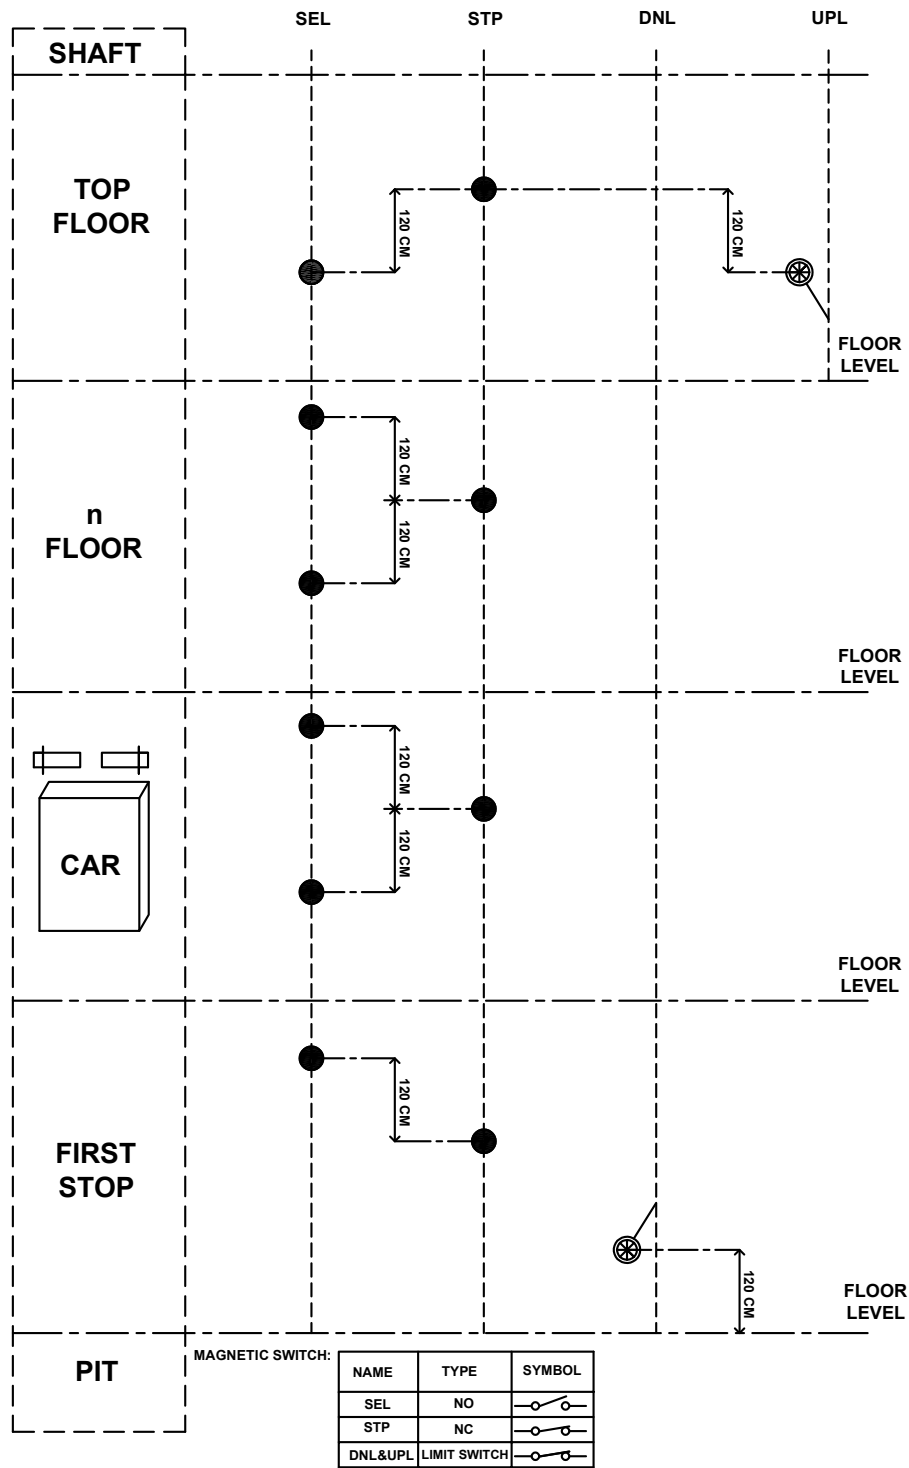 SEL STP DNL UPL
SHAFT
TOP
FLOOR
120 CM
120 CM
FLOOR
LEVEL
n
FLOOR
120 CM
120 CM
FLOOR
LEVEL
CAR
120 CM
120 CM
FLOOR
LEVEL
FIRST
STOP
120 CM
120 CM
FLOOR
LEVEL
PIT
MAGNETIC SWITCH:
NAME TYPE SYMBOL
SEL NO
STP NC
DNL&UPL LIMIT SWITCH